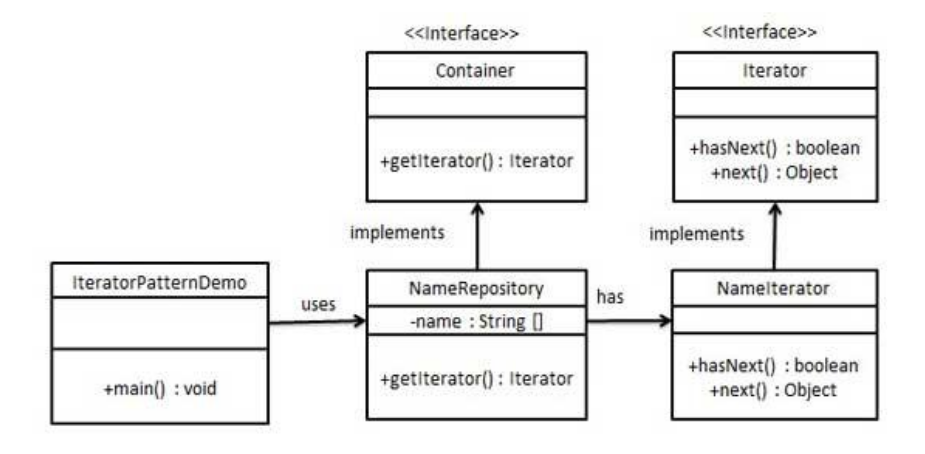 <<Interface>>
Container
+getIterator() : Iterator
<<Interface>>
Iterator
+hasNext() : boolean
+next() : Object
implements
implements
IteratorPatternDemo
+main() : void
uses
NameRepository
-name : String []
+getIterator() : Iterator
has
NameIterator
+hasNext() : boolean
+next() : Object